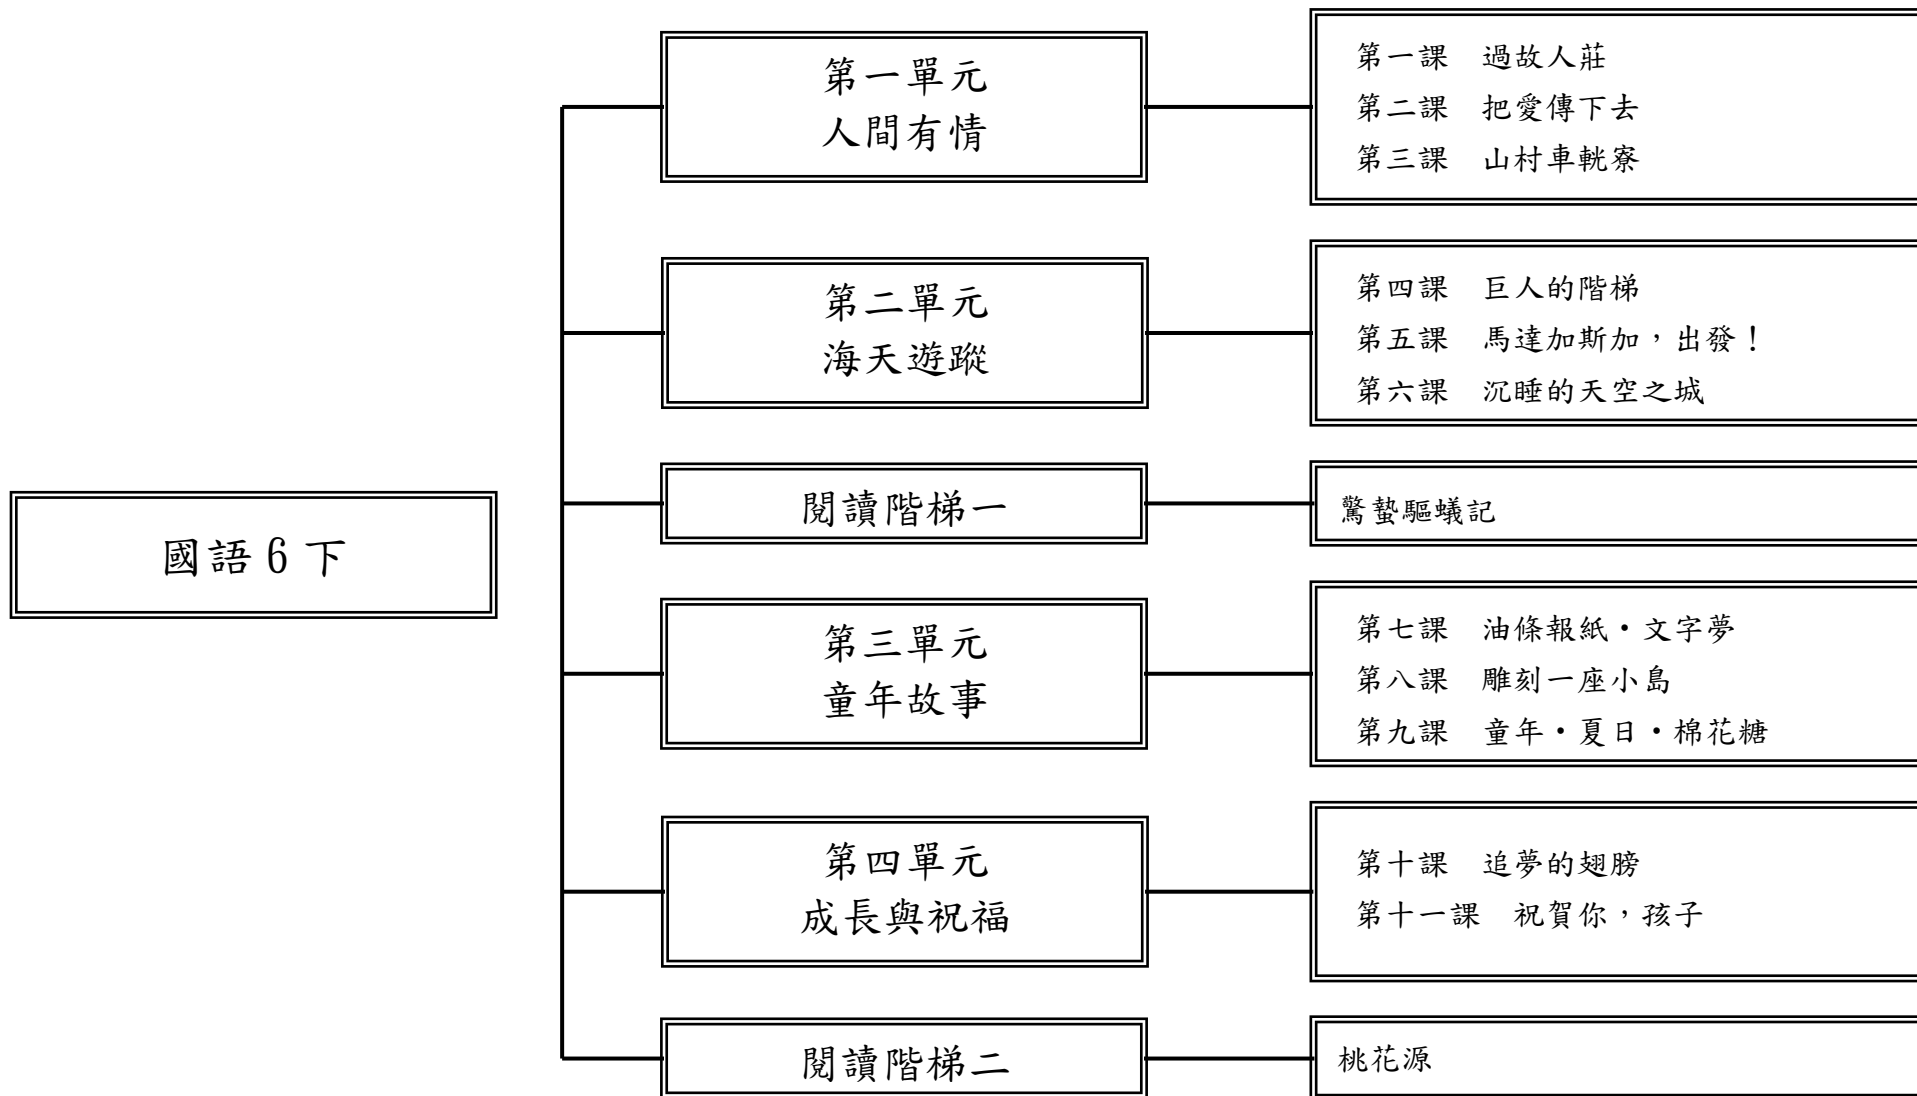 國語 6 下
第一單元
人間有情
第一課　過故人莊
第二課　把愛傳下去
第三課　山村車軏寮
第二單元
海天遊蹤
第四課　巨人的階梯
第五課　馬達加斯加，出發！
第六課　沉睡的天空之城
閱讀階梯一
驚蟄驅蟻記
第三單元
童年故事
第七課　油條報紙‧文字夢
第八課　雕刻一座小島
第九課　童年‧夏日‧棉花糖
第四單元
成長與祝福
第十課　追夢的翅膀
第十一課　祝賀你，孩子
閱讀階梯二
桃花源